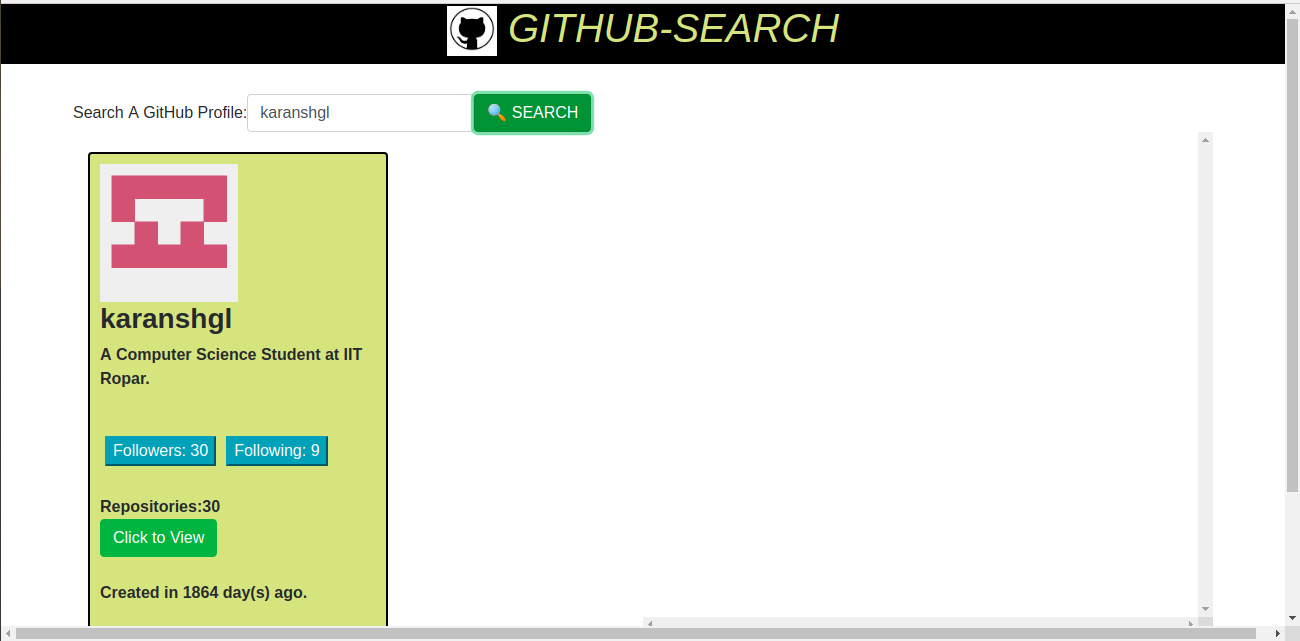 GITHUB-SEARCH
Search A GitHub Profile: karanshgl 🔍 SEARCH
karanshgl
A Computer Science Student at IIT
Ropar.
Followers: 30 Following: 9
Repositories:30
Click to View
Created in 1864 day(s) ago.